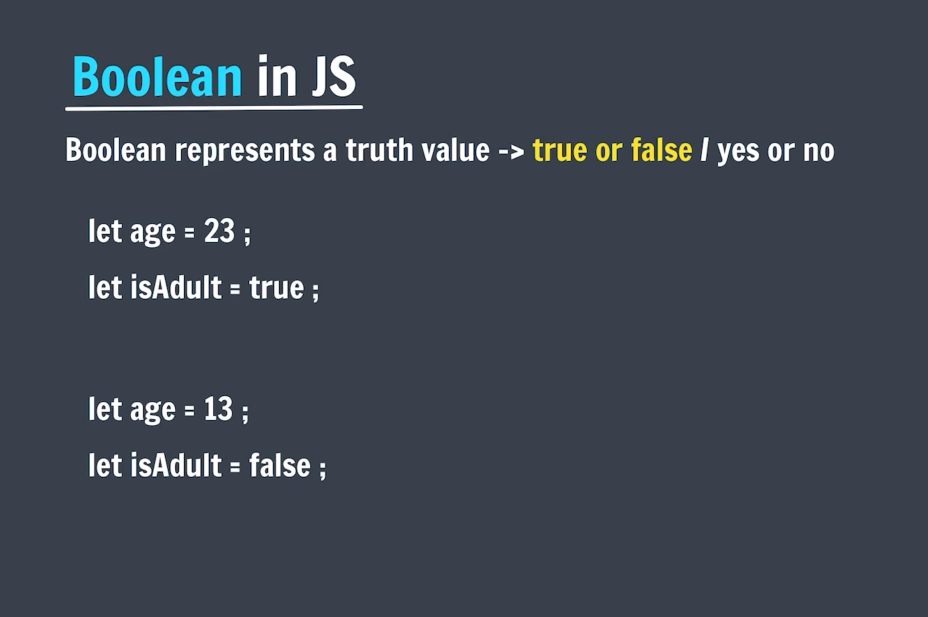 Boolean in JS
Boolean represents a truth value -> true or false / yes or no
let age = 23 ;
let isAdult = true ;
let age = 13 ;
let isAdult = false ;